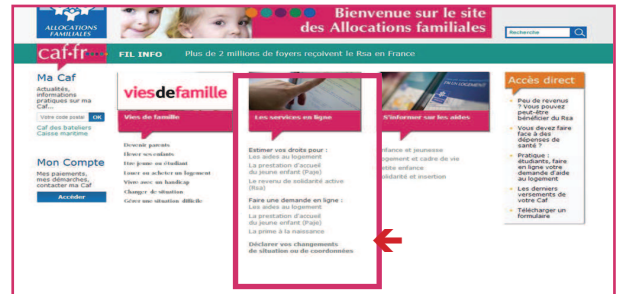 ALLOCATIONS
FAMILIALES
Bienvenue sur le site
des Allocations familiales
Recherche
caf.fr
FIL INFO
Plus de 2 millions de foyers reçoivent le Rsa en France
Ma Caf
Actualités,
informations
pratiques sur ma
Caf...
Votre code postal
OK
Caf des bateliers
Caisse maritime
Mon Compte
Mes paiements,
mes démarches,
contacter ma Caf
Accéder
viesdefamille
Vies de famille
Devenir parents
Elever ses enfants
Etre jeune ou étudiant
Louer ou acheter un logement
Vivre avec un handicap
Changer de situation
Gérer une situation difficile
Les services en ligne
Estimer vos droits pour :
Les aides au logement
La prestation d'accueil
du jeune enfant (Paje)
Le revenu de solidarité active
(Rsa)
Faire une demande en ligne :
Les aides au logement
La prestation d'accueil
du jeune enfant (Paje)
La prime à la naissance
Déclarer vos changements
de situation ou de coordonnées
S'informer sur les aides
nfance et jeunesse
ogement et cadre de vie
etite enfance
olidarité et insertion
Accès direct
Peu de revenus
? Vous pouvez
peut-être
bénéficier du Rsa
Vous devez faire
face à des
dépenses de
santé ?
Pratique :
étudiants, faire
en ligne votre
demande d'aide
au logement
Les derniers
versements de
votre Caf
Télécharger un
formulaire